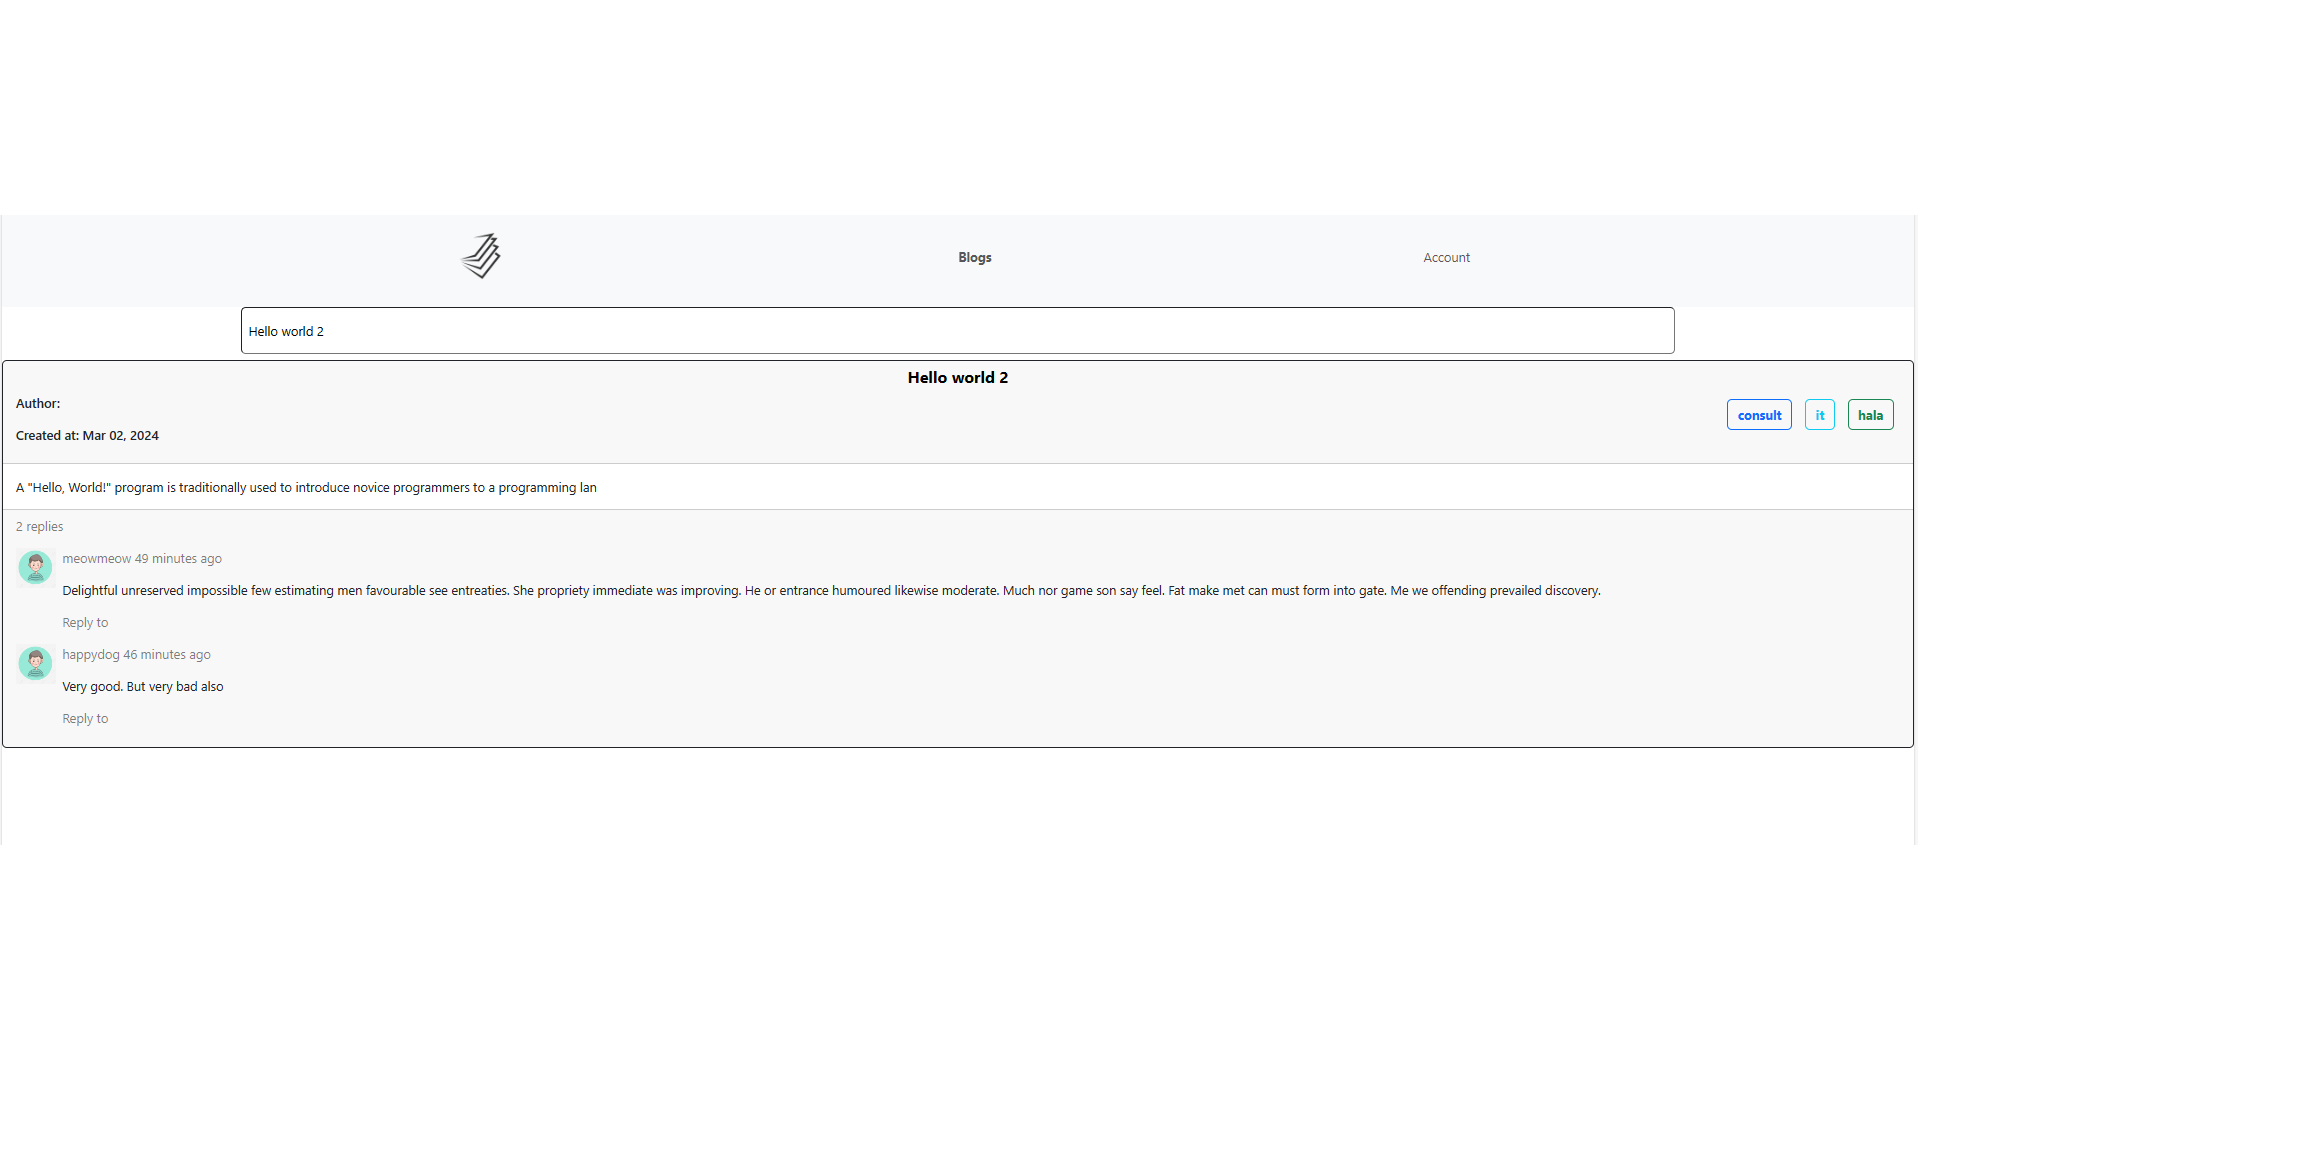 Blogs
Account
Hello world 2
Hello world 2
Author:
consult
it
hala
Created at: Mar 02, 2024
A "Hello, World!" program is traditionally used to introduce novice programmers to a programming lan
2 replies
meowmeow 49 minutes ago
Delightful unreserved impossible few estimating men favourable see entreaties. She propriety immediate was improving. He or entrance humoured likewise moderate. Much nor game son say feel. Fat make met can must form into gate. Me we offending prevailed discovery.
Reply to
happydog 46 minutes ago
Very good. But very bad also
Reply to